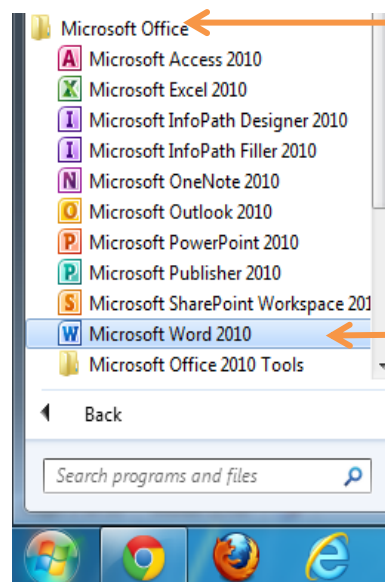 Microsoft Office
Microsoft Access 2010
Microsoft Excel 2010
Microsoft InfoPath Designer 2010
Microsoft InfoPath Filler 2010
Microsoft OneNote 2010
Microsoft Outlook 2010
Microsoft PowerPoint 2010
Microsoft Publisher 2010
Microsoft SharePoint Workspace 201
Microsoft Word 2010
Microsoft Office 2010 Tools
Back
Search programs and files